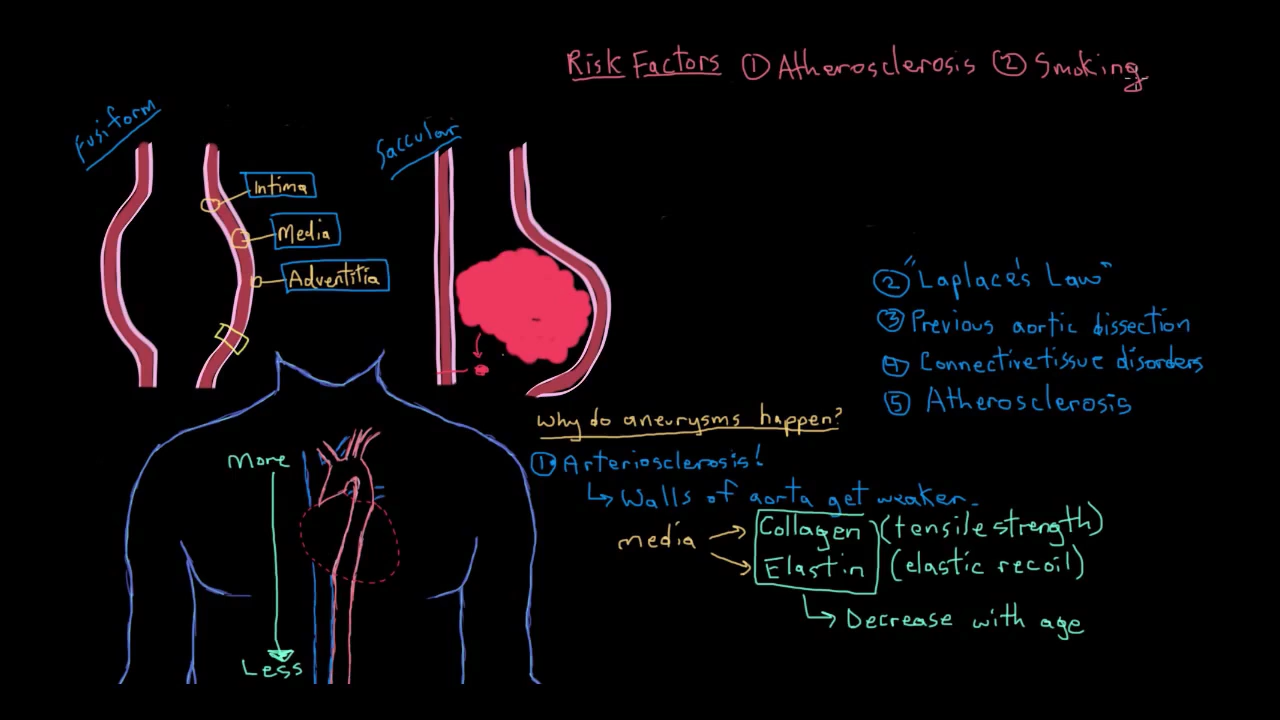 Risk Factors ① Atherosclerosis ② Smoking
Fusiform
Saccular
Intima
Media
Adventitia
② "Laplace's Law"
③ Previous aortic dissection
④ Connective tissue disorders
⑤ Atherosclerosis
Why do aneurysms happen?
① Arteriosclerosis!
↳ Walls of aorta get weaker.
media
Collagen (tensile strength)
Elastin (elastic recoil)
↳ Decrease with age
More
Less